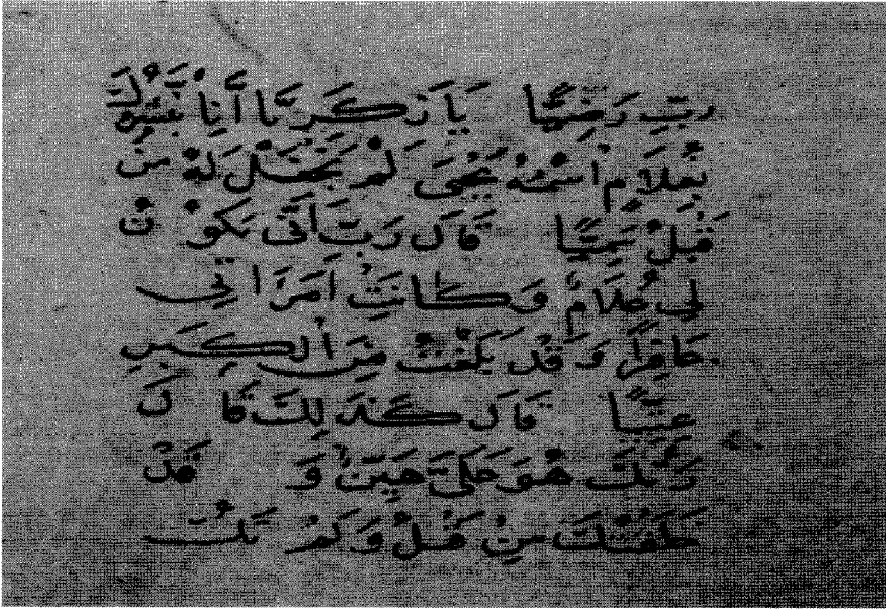 رَبِّ رَضِيًّا يَا زَكَرِيَّا أَنِاْ نُبَشِّرُكَ
بِغُلَامٍ اسْمُهُ يَحْيَى لَمْ نَجْعَلْ لَهُ مِنْ
قَبْلُ سَمِيًّا قَالَ رَبِّ أَنَّى يَكُونُ
لِي غُلَامٌ وَكَانَتِ امْرَأَتِي
عَاقِرًا وَقَدْ بَلَغْتُ مِنَ الْكِبَرِ
عِتِيًّا قَالَ كَذَلِكَ قَالَ
رَبُّكَ هُوَ عَلَيَّ هَيِّنٌ وَقَدْ
خَلَقْتُكَ مِنْ قَبْلُ وَلَمْ تَكُ